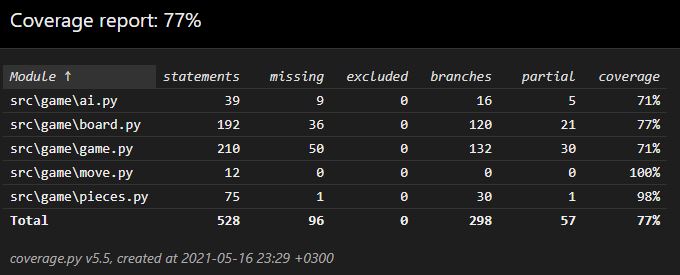 Coverage report: 77%
Module ↑ statements missing excluded branches partial coverage
src\game\ai.py 39 9 0 16 5 71%
src\game\board.py 192 36 0 120 21 77%
src\game\game.py 210 50 0 132 30 71%
src\game\move.py 12 0 0 0 0 100%
src\game\pieces.py 75 1 0 30 1 98%
Total 528 96 0 298 57 77%
coverage.py v5.5, created at 2021-05-16 23:29 +0300